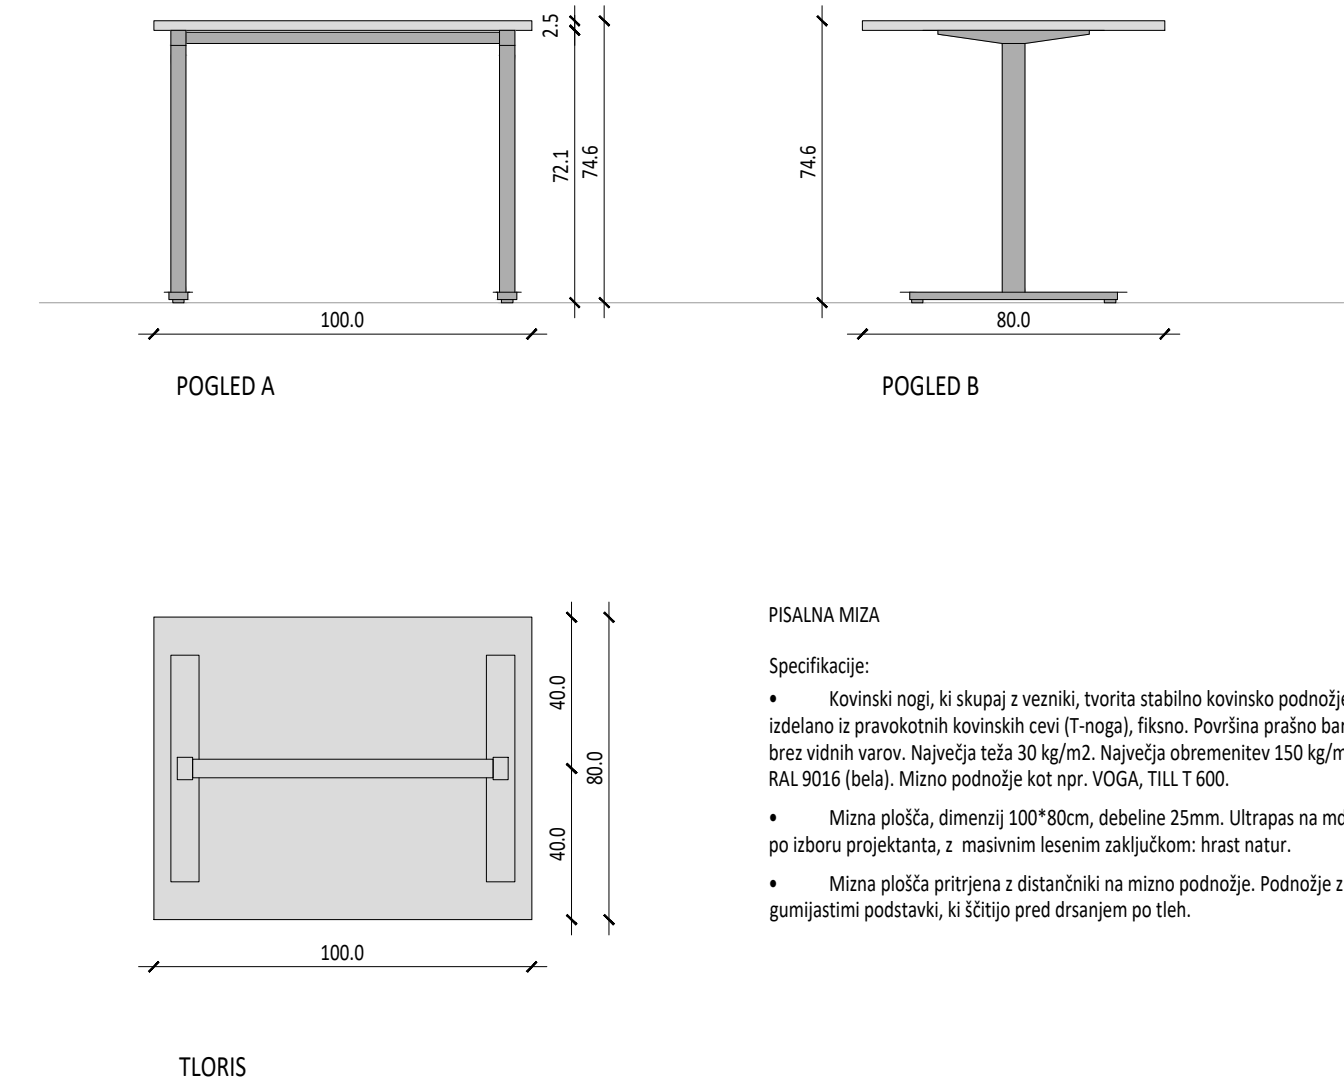 2.5
72.1
74.6
100.0
POGLED A
74.6
80.0
POGLED B
40.0
40.0
80.0
100.0
TLORIS
PISALNA MIZA
Specifikacije:
• Kovinski nogi, ki skupaj z vezniki, tvorita stabilno kovinsko podnožje
izdelano iz pravokotnih kovinskih cevi (T-noga), fiksno. Površina prašno bar
brez vidnih varov. Največja teža 30 kg/m2. Največja obremenitev 150 kg/m
RAL 9016 (bela). Mizno podnožje kot npr. VOGA, TILL T 600.
• Mizna plošča, dimenzij 100*80cm, debeline 25mm. Ultrapas na md
po izboru projektanta, z masivnim lesenim zaključkom: hrast natur.
• Mizna plošča pritrjena z distančniki na mizno podnožje. Podnožje z
gumijastimi podstavki, ki ščitijo pred drsanjem po tleh.